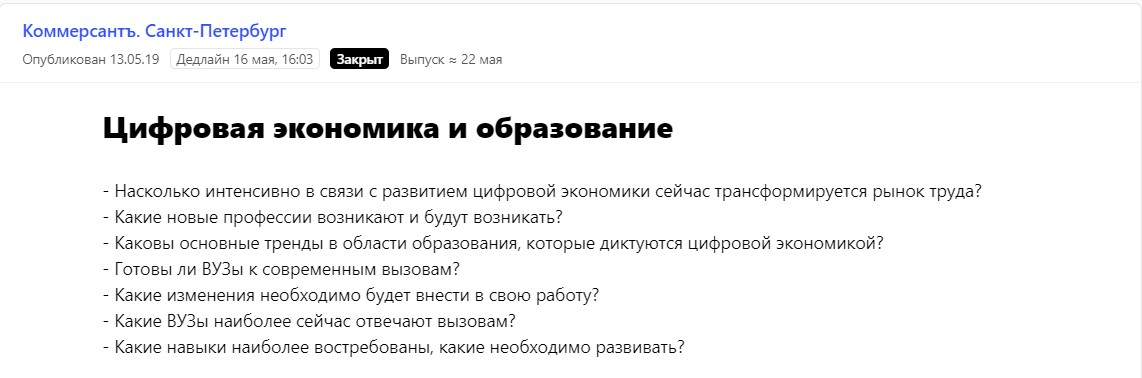 Коммерсантъ. Санкт-Петербург
Опубликован 13.05.19 Дедлайн 16 мая, 16:03 Закрыт Выпуск ≈ 22 мая
Цифровая экономика и образование
- Насколько интенсивно в связи с развитием цифровой экономики сейчас трансформируется рынок труда?
- Какие новые профессии возникают и будут возникать?
- Каковы основные тренды в области образования, которые диктуются цифровой экономикой?
- Готовы ли ВУЗы к современным вызовам?
- Какие изменения необходимо будет внести в свою работу?
- Какие ВУЗы наиболее сейчас отвечают вызовам?
- Какие навыки наиболее востребованы, какие необходимо развивать?